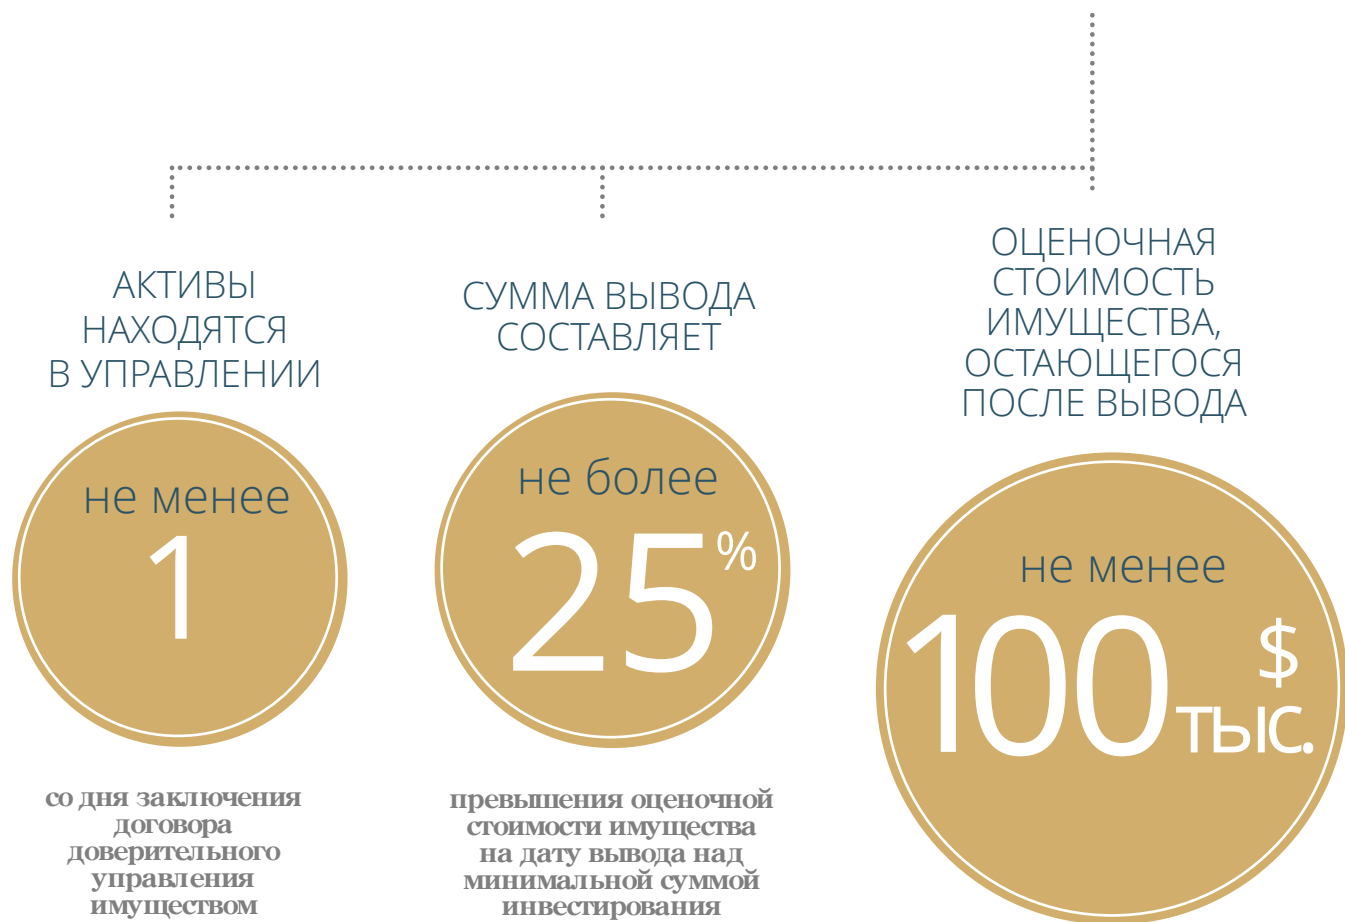 АКТИВЫ
НАХОДЯТСЯ
В УПРАВЛЕНИИ
не менее
1
со дня заключения
договора
доверительного
управления
имуществом
СУММА ВЫВОДА
СОСТАВЛЯЕТ
не более
25%
превышения оценочной
стоимости имущества
на дату вывода над
минимальной суммой
инвестирования
ОЦЕНОЧНАЯ
СТОИМОСТЬ
ИМУЩЕСТВА,
ОСТАЮЩЕГОСЯ
ПОСЛЕ ВЫВОДА
не менее
100 $
тыс.